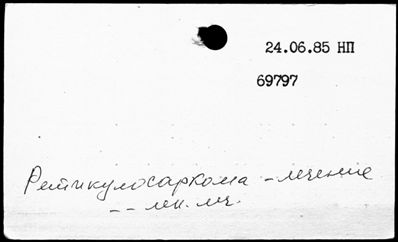 24.06.85 НП
69797
Ретикулосаркома - лечение
-- лек. леч.